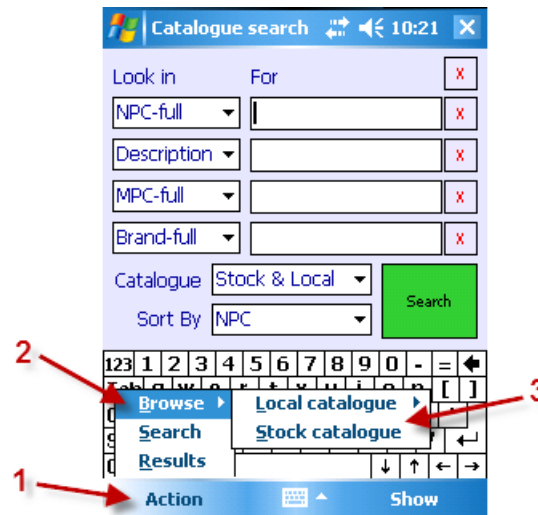 Catalogue search 10:21
Look in For x
NPC-full x
Description x
MPC-full x
Brand-full x
Catalogue Stock & Local
Search
Sort By NPC
2
123 1 2 3 4 5 6 7 8 9 0 - =
[ ]
3
Browse Local catalogue
Search Stock catalogue
Results
1
Action Show